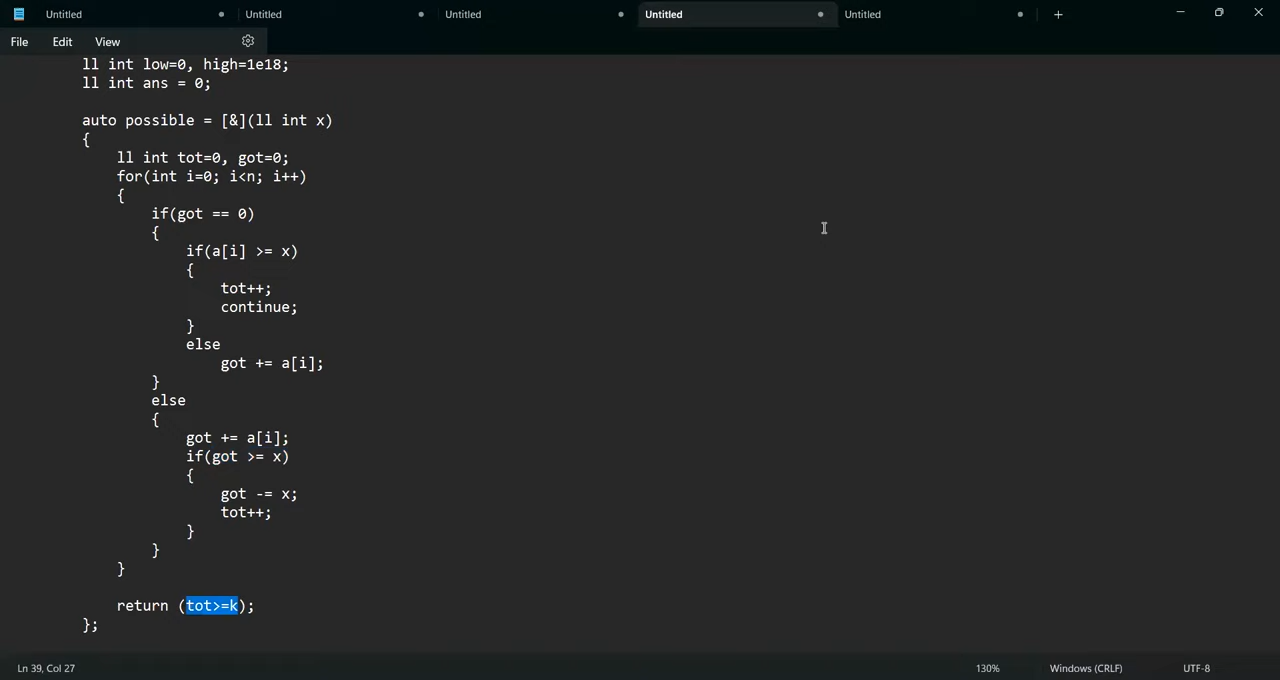 Untitled Untitled Untitled Untitled Untitled
File Edit View
ll int low=0, high=1e18;
ll int ans = 0;
auto possible = [&](ll int x)
{
ll int tot=0, got=0;
for(int i=0; i<n; i++)
{
if(got == 0)
{
if(a[i] >= x)
{
tot++;
continue;
}
else
got += a[i];
}
else
{
got += a[i];
if(got >= x)
{
got -= x;
tot++;
}
}
}
return (tot>=k);
};
Ln 39, Col 27 130% Windows (CRLF) UTF-8